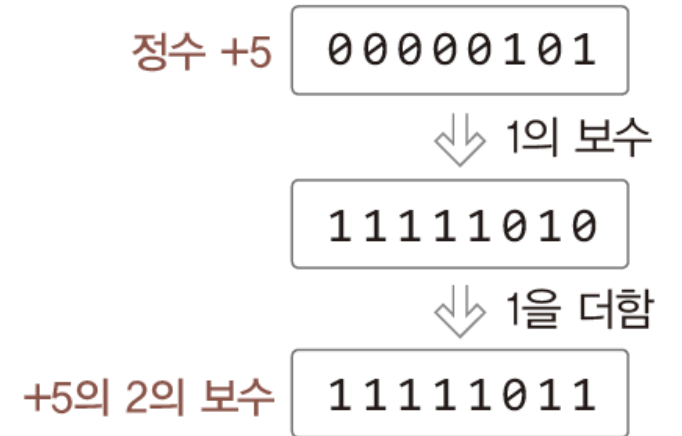 정수 +5 00000101
1의 보수
11111010
1을 더함
+5의 2의 보수 11111011